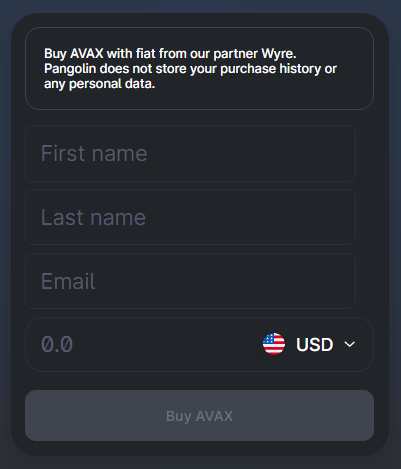 Buy AVAX with fiat from our partner Wyre.
Pangolin does not store your purchase history or
any personal data.
First name
Last name
Email
0.0 USD
Buy AVAX